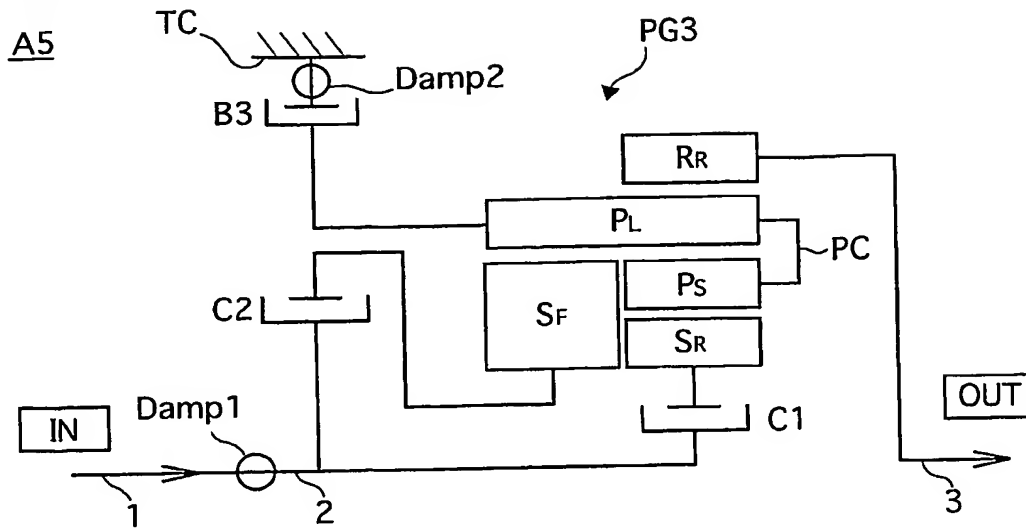 A5
TC
PG3
Damp2
B3
RR
PL
PC
C2
SF
PS
SR
Damp1
C1
IN
OUT
1
2
3